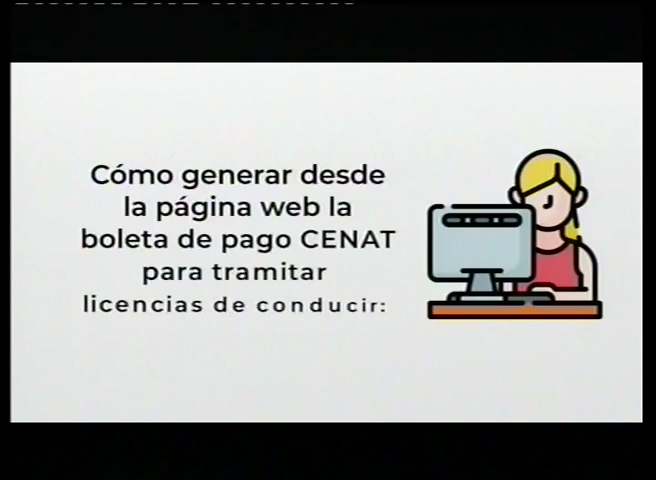 Cómo generar desde
la página web la
boleta de pago CENAT
para tramitar
licencias de conducir: